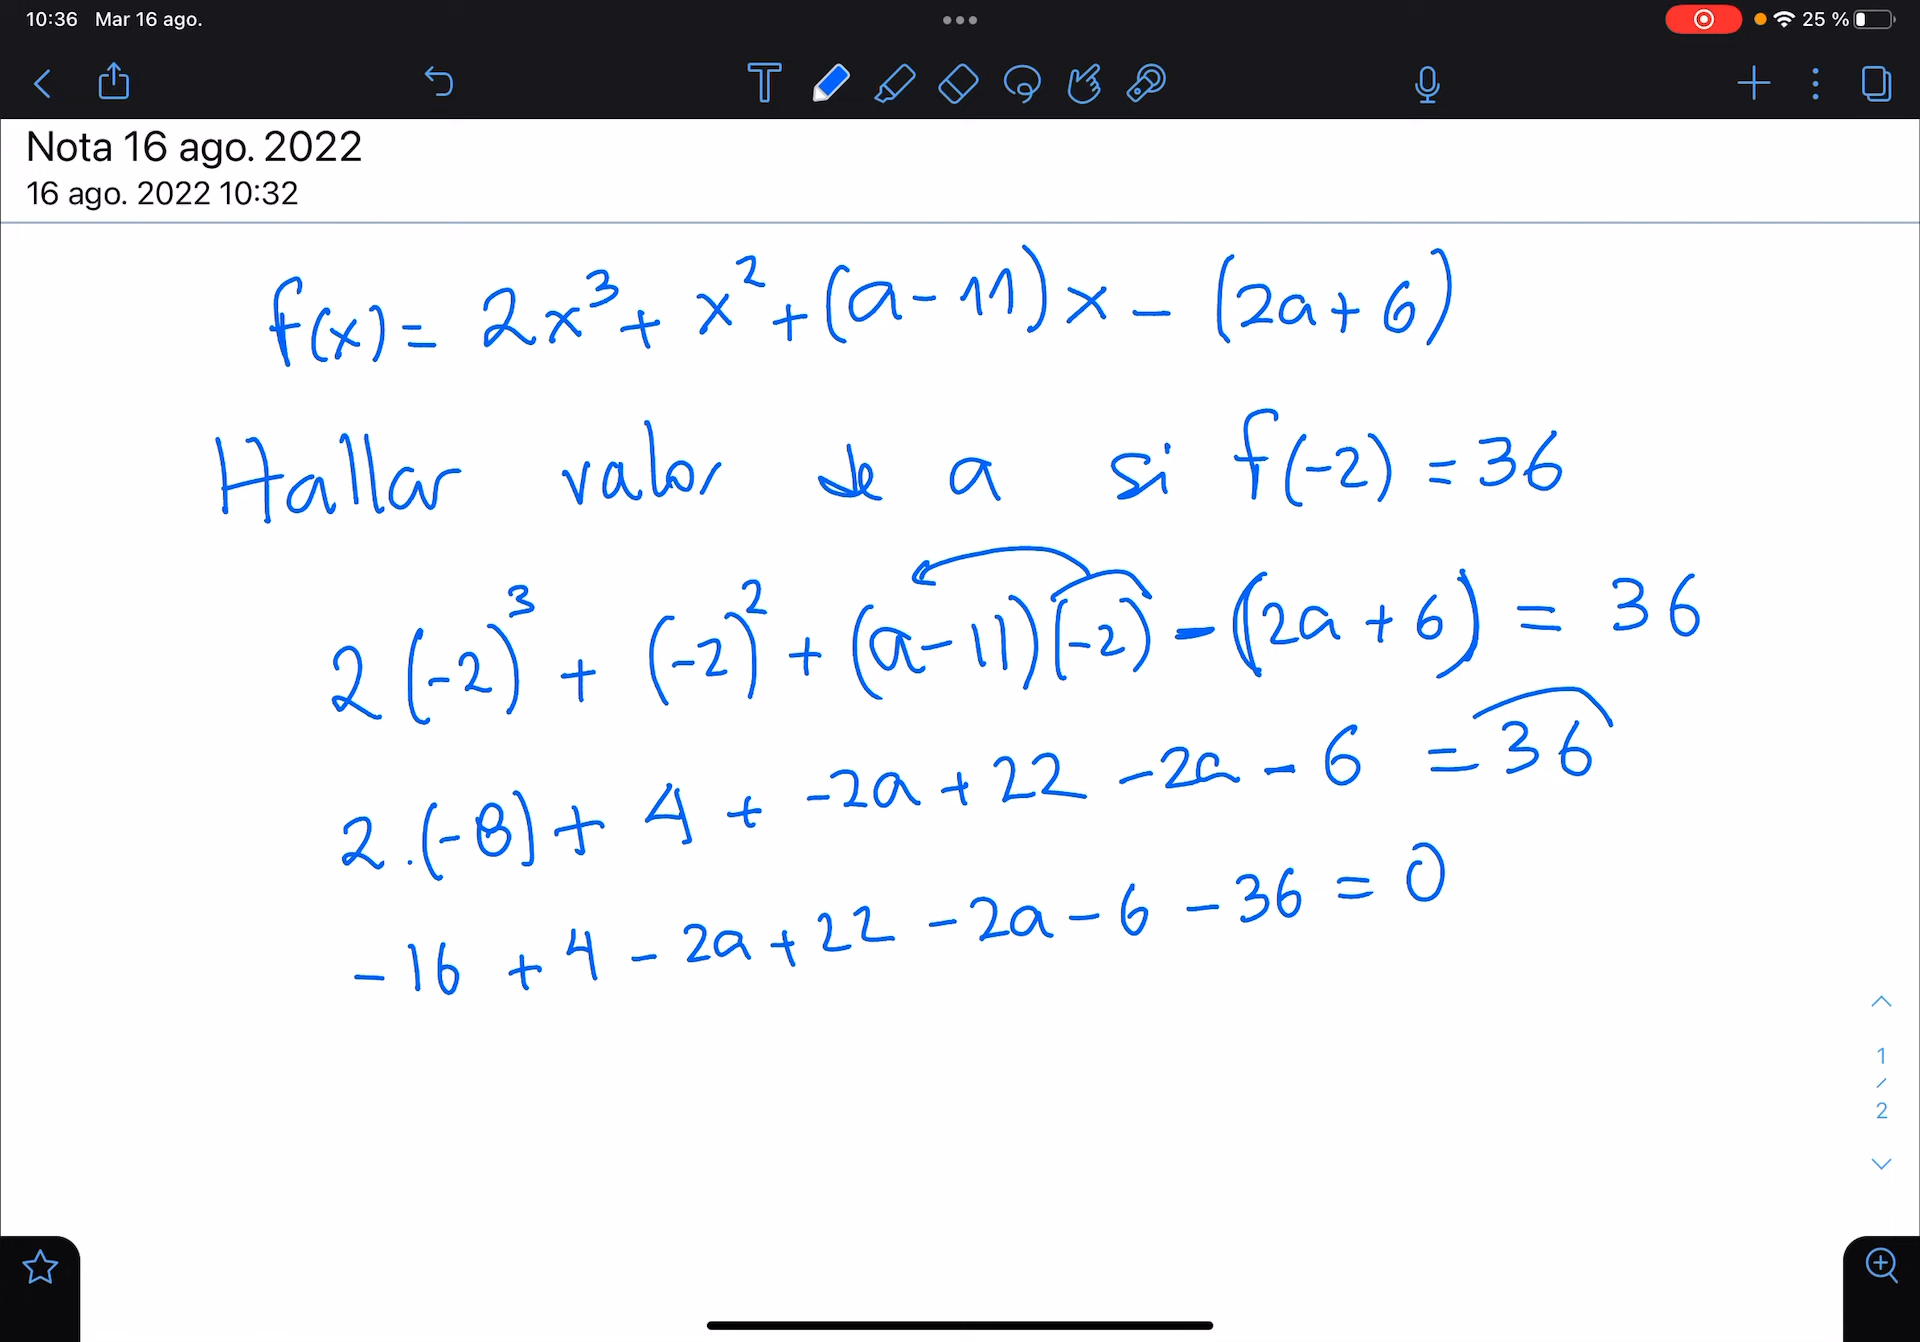 10:36 Mar 16 ago. 25 %
Nota 16 ago. 2022
16 ago. 2022 10:32
f(x) = 2x³ + x² + (a - 11)x - (2a + 6)
Hallar valor de a si f(-2) = 36
2(-2)³ + (-2)² + (a - 11)(-2) - (2a + 6) = 36
2.(-8) + 4 + -2a + 22 - 2a - 6 = 36
-16 + 4 - 2a + 22 - 2a - 6 - 36 = 0
1
/
2